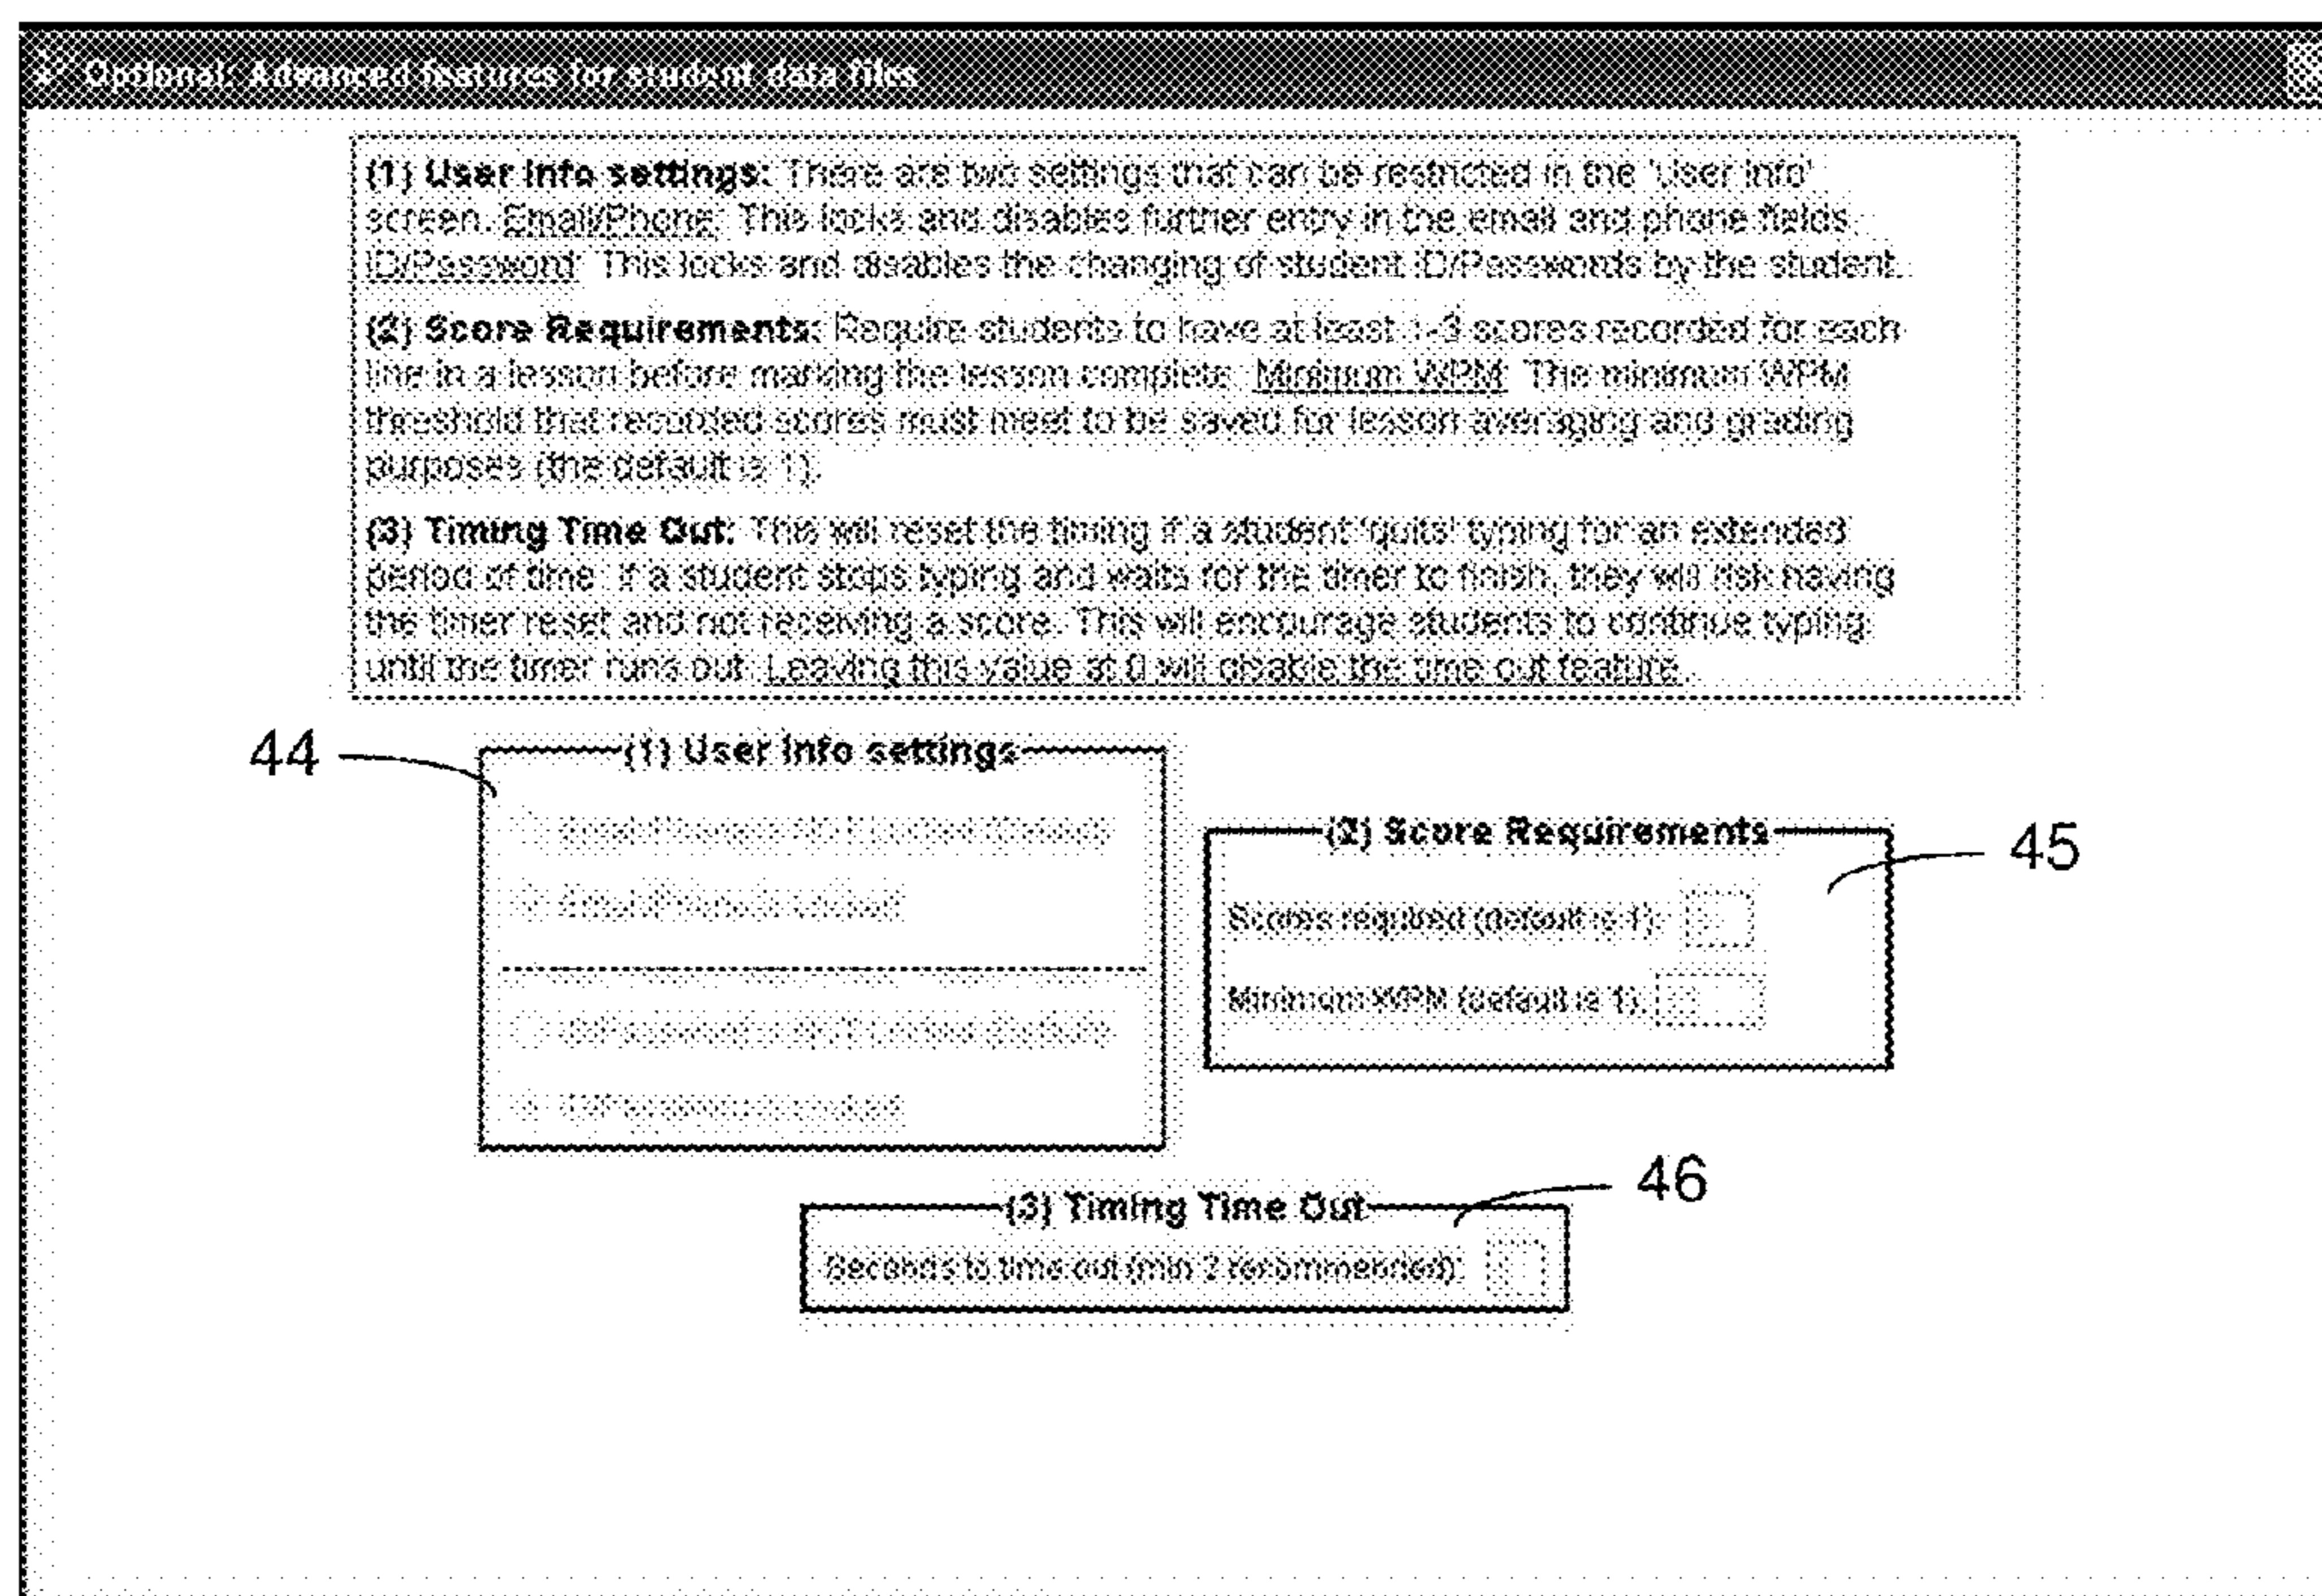 Optional: Advanced features for student data files
(1) User Info settings: There are two settings that can be restricted in the 'User Info'
screen. Email/Phone: This locks and disables further entry in the email and phone fields.
ID/Password: This locks and disables the changing of student ID/Passwords by the student.
(2) Score Requirements: Require students to have at least 1-3 scores recorded for each
line in a lesson before marking the lesson complete. Minimum WPM: The minimum WPM
threshold that recorded scores must meet to be saved for lesson averaging and grading
purposes (the default is 1).
(3) Timing Time Out: This will reset the timing if a student 'quits' typing for an extended
period of time. If a student stops typing and waits for the timer to finish, they will risk having
the timer reset and not receiving a score. This will encourage students to continue typing
until the timer runs out. Leaving this value at 0 will disable the time out feature.
44
(1) User Info settings
Email/Phone is Locked
ID/Password is Locked
(2) Score Requirements
45
Scores required (default is 1):
Minimum WPM (default is 1):
(3) Timing Time Out
46
Seconds to time out (min 2 recommended):